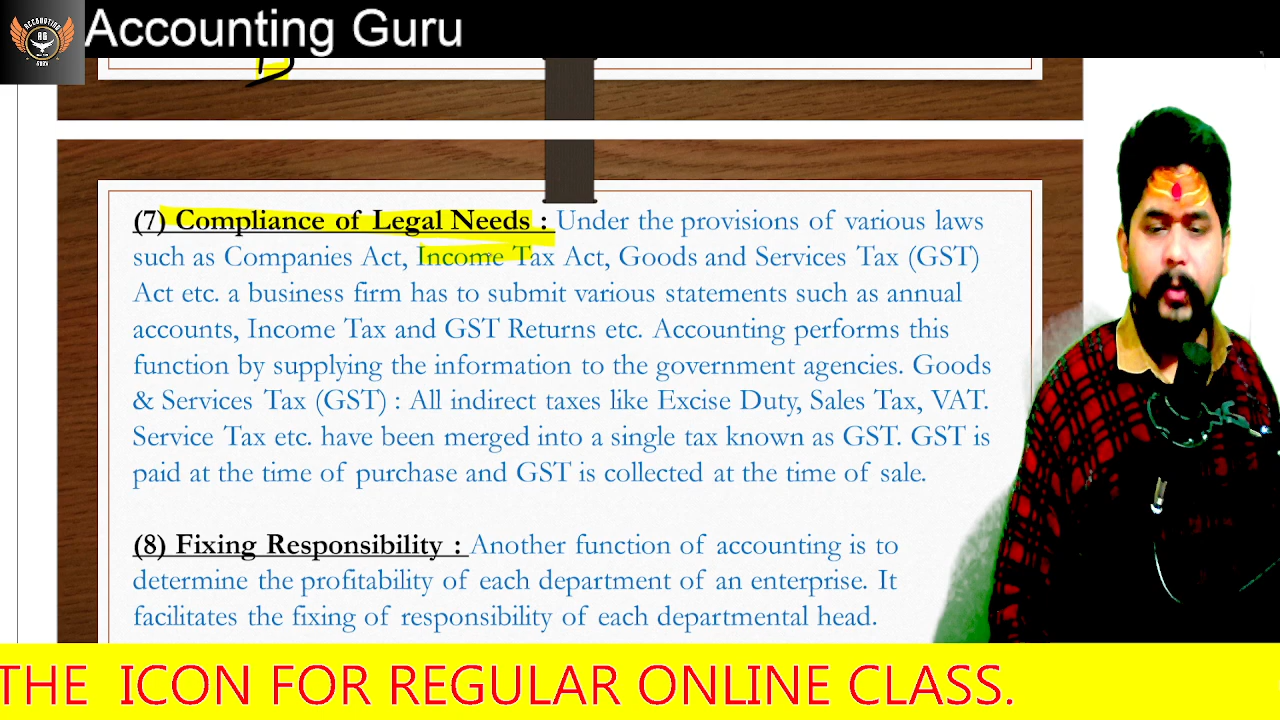 Accounting Guru
ACCOUNTING
AG
GURU
(7) Compliance of Legal Needs : Under the provisions of various laws
such as Companies Act, Income Tax Act, Goods and Services Tax (GST)
Act etc. a business firm has to submit various statements such as annual
accounts, Income Tax and GST Returns etc. Accounting performs this
function by supplying the information to the government agencies. Goods
& Services Tax (GST) : All indirect taxes like Excise Duty, Sales Tax, VAT.
Service Tax etc. have been merged into a single tax known as GST. GST is
paid at the time of purchase and GST is collected at the time of sale.
(8) Fixing Responsibility : Another function of accounting is to
determine the profitability of each department of an enterprise. It
facilitates the fixing of responsibility of each departmental head.
THE ICON FOR REGULAR ONLINE CLASS.